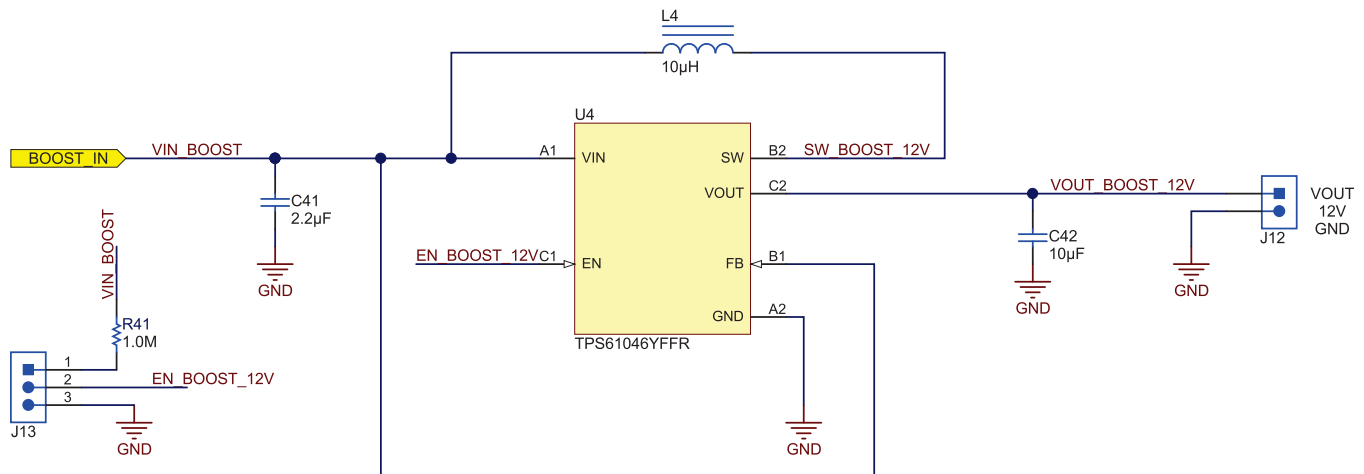 L4
10µH
U4
BOOST_IN
VIN_BOOST
A1
VIN
SW
B2
SW_BOOST_12V
VOUT
C2
VOUT_BOOST_12V
VOUT
12V
GND
J12
C41
2.2µF
GND
C42
10µF
GND
GND
EN_BOOST_12V
C1
EN
FB
B1
GND
A2
TPS61046YFFR
GND
VIN_BOOST
R41
1.0M
1
2
EN_BOOST_12V
3
J13
GND